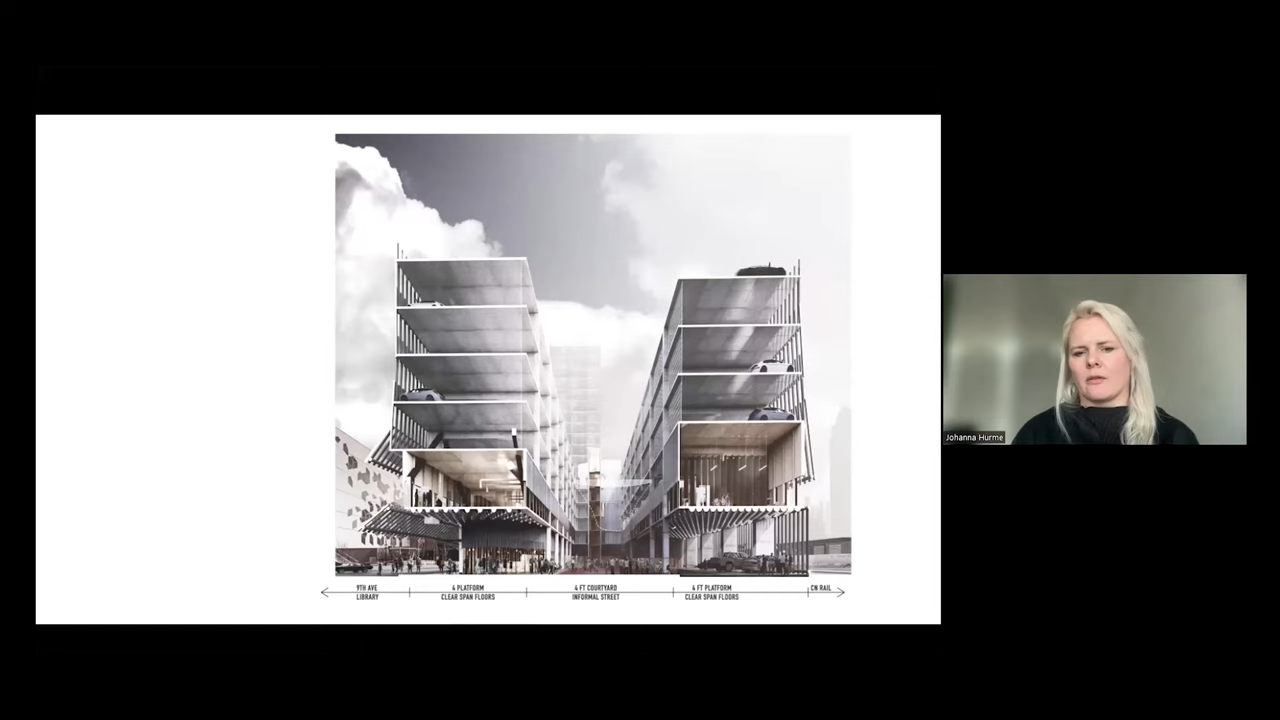 9TH AVE
LIBRARY
4 PLATFORM
CLEAR SPAN FLOORS
4 FT COURTYARD
INFORMAL STREET
4 FT PLATFORM
CLEAR SPAN FLOORS
CN RAIL
Johanna Hurme